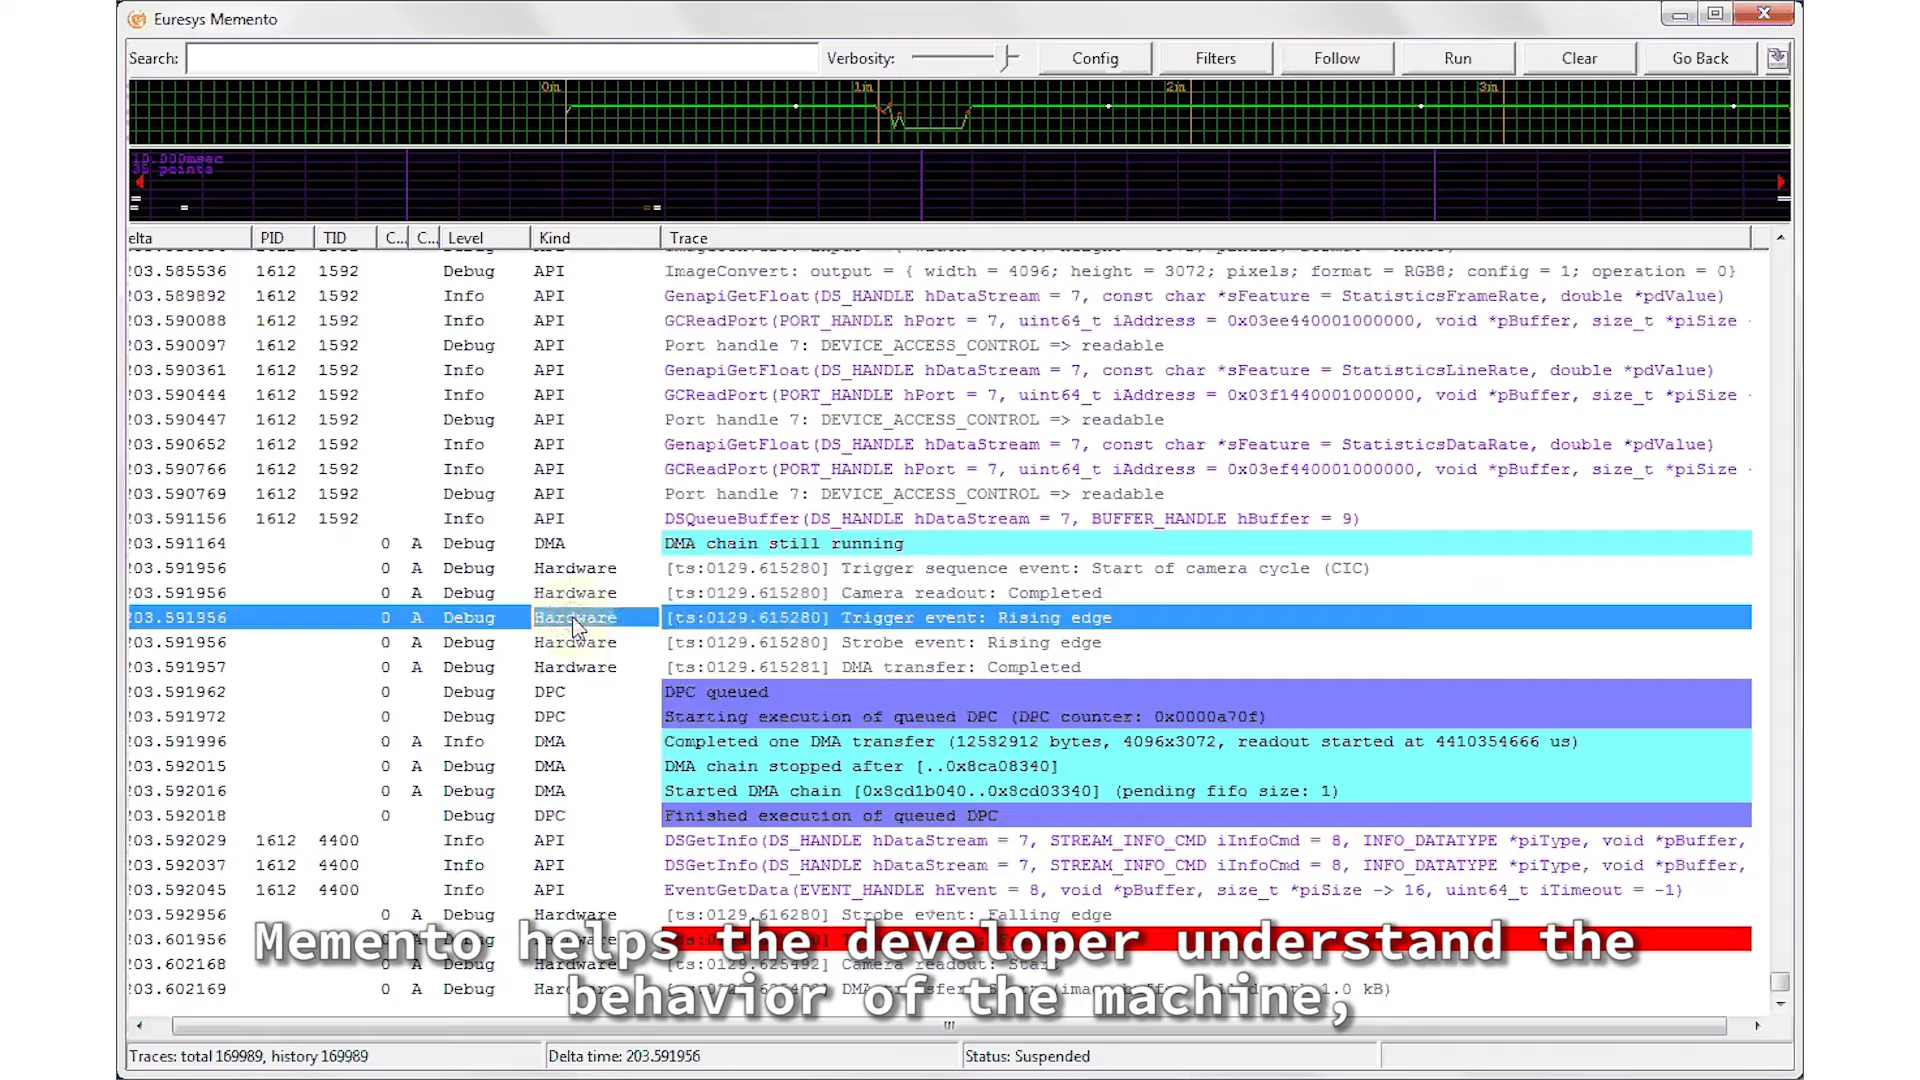 Euresys Memento
Search: Verbosity: Config Filters Follow Run Clear Go Back
0m 1m 2m 3m
10.000msec
35 points
elta PID TID C... C... Level Kind Trace
203.585536 1612 1592 Debug API ImageConvert: output = { width = 4096; height = 3072; pixels; format = RGB8; config = 1; operation = 0}
203.589892 1612 1592 Info API GenapiGetFloat(DS_HANDLE hDataStream = 7, const char *sFeature = StatisticsFrameRate, double *pdValue)
203.590088 1612 1592 Info API GCReadPort(PORT_HANDLE hPort = 7, uint64_t iAddress = 0x03ee440001000000, void *pBuffer, size_t *piSize -
203.590097 1612 1592 Debug API Port handle 7: DEVICE_ACCESS_CONTROL => readable
203.590361 1612 1592 Info API GenapiGetFloat(DS_HANDLE hDataStream = 7, const char *sFeature = StatisticsLineRate, double *pdValue)
203.590444 1612 1592 Info API GCReadPort(PORT_HANDLE hPort = 7, uint64_t iAddress = 0x03f1440001000000, void *pBuffer, size_t *piSize -
203.590447 1612 1592 Debug API Port handle 7: DEVICE_ACCESS_CONTROL => readable
203.590652 1612 1592 Info API GenapiGetFloat(DS_HANDLE hDataStream = 7, const char *sFeature = StatisticsDataRate, double *pdValue)
203.590766 1612 1592 Info API GCReadPort(PORT_HANDLE hPort = 7, uint64_t iAddress = 0x03ef440001000000, void *pBuffer, size_t *piSize -
203.590769 1612 1592 Debug API Port handle 7: DEVICE_ACCESS_CONTROL => readable
203.591156 1612 1592 Info API DSQueueBuffer(DS_HANDLE hDataStream = 7, BUFFER_HANDLE hBuffer = 9)
203.591164 0 A Debug DMA DMA chain still running
203.591956 0 A Debug Hardware [ts:0129.615280] Trigger sequence event: Start of camera cycle (CIC)
203.591956 0 A Debug Hardware [ts:0129.615280] Camera readout: Completed
203.591956 0 A Debug Hardware [ts:0129.615280] Trigger event: Rising edge
203.591956 0 A Debug Hardware [ts:0129.615280] Strobe event: Rising edge
203.591957 0 A Debug Hardware [ts:0129.615281] DMA transfer: Completed
203.591962 0 Debug DPC DPC queued
203.591972 0 Debug DPC Starting execution of queued DPC (DPC counter: 0x0000a70f)
203.591996 0 A Info DMA Completed one DMA transfer (12582912 bytes, 4096x3072, readout started at 4410354666 us)
203.592015 0 A Debug DMA DMA chain stopped after [..0x8ca08340]
203.592016 0 A Debug DMA Started DMA chain [0x8cd1b040..0x8cd03340] (pending fifo size: 1)
203.592018 0 Debug DPC Finished execution of queued DPC
203.592029 1612 4400 Info API DSGetInfo(DS_HANDLE hDataStream = 7, STREAM_INFO_CMD iInfoCmd = 8, INFO_DATATYPE *piType, void *pBuffer,
203.592037 1612 4400 Info API DSGetInfo(DS_HANDLE hDataStream = 7, STREAM_INFO_CMD iInfoCmd = 8, INFO_DATATYPE *piType, void *pBuffer,
203.592045 1612 4400 Info API EventGetData(EVENT_HANDLE hEvent = 8, void *pBuffer, size_t *piSize -> 16, uint64_t iTimeout = -1)
203.592956 0 A Debug Hardware [ts:0129.616280] Strobe event: Falling edge
203.601956
203.602168 0 A Debug Camera readout:
203.602169 0 A Debug DMA
Memento helps the developer understand the
behavior of the machine,
Traces: total 169989, history 169989 Delta time: 203.591956 Status: Suspended